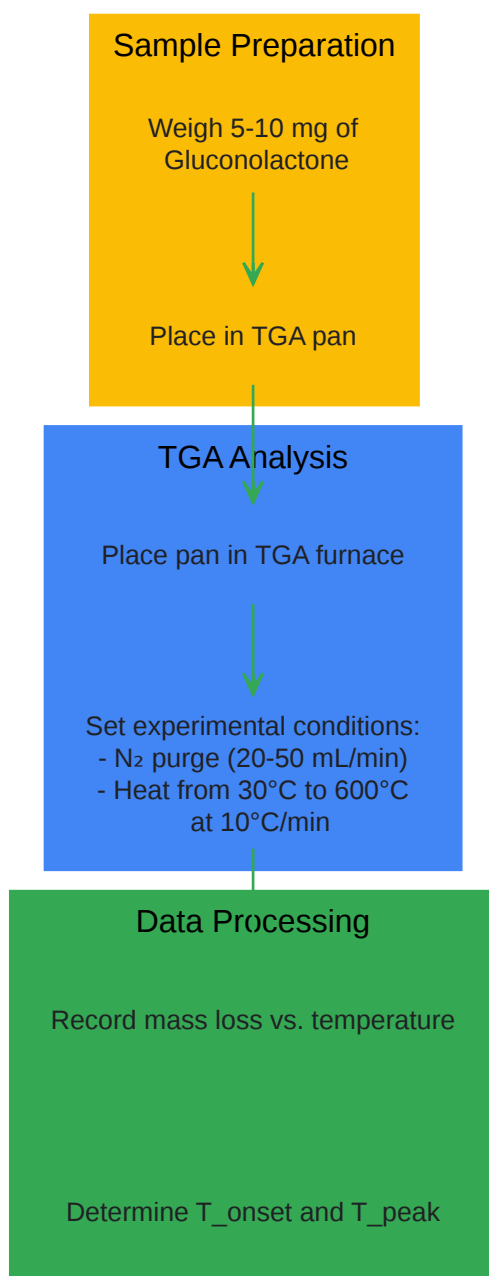 Sample Preparation
Weigh 5-10 mg of
Gluconolactone
Place in TGA pan
TGA Analysis
Place pan in TGA furnace
Set experimental conditions:
- N₂ purge (20-50 mL/min)
- Heat from 30°C to 600°C
at 10°C/min
Data Processing
Record mass loss vs. temperature
Determine T_onset and T_peak